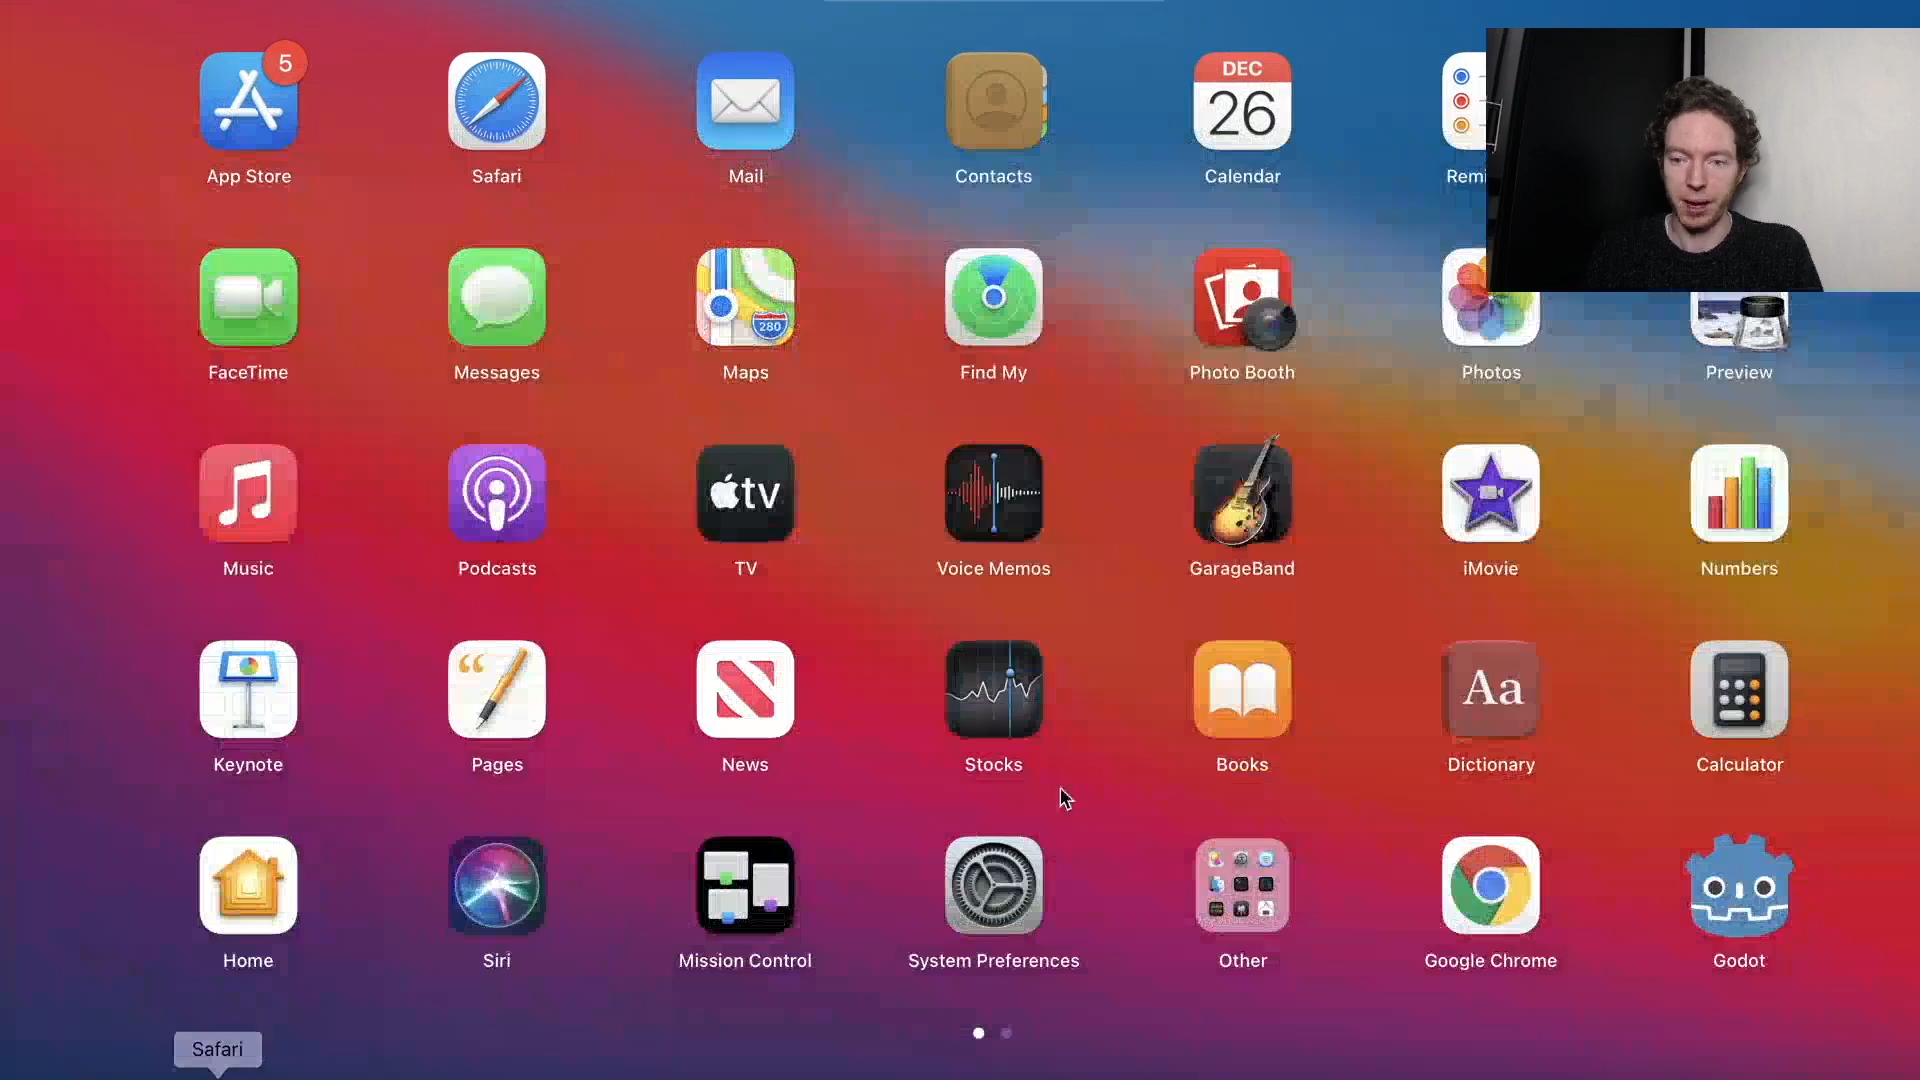 5
DEC
26
App Store
Safari
Mail
Contacts
Calendar
Remi
280
FaceTime
Messages
Maps
Find My
Photo Booth
Photos
Preview
tv
Music
Podcasts
TV
Voice Memos
GarageBand
iMovie
Numbers
Aa
Keynote
Pages
News
Stocks
Books
Dictionary
Calculator
Home
Siri
Mission Control
System Preferences
Other
Google Chrome
Godot
Safari